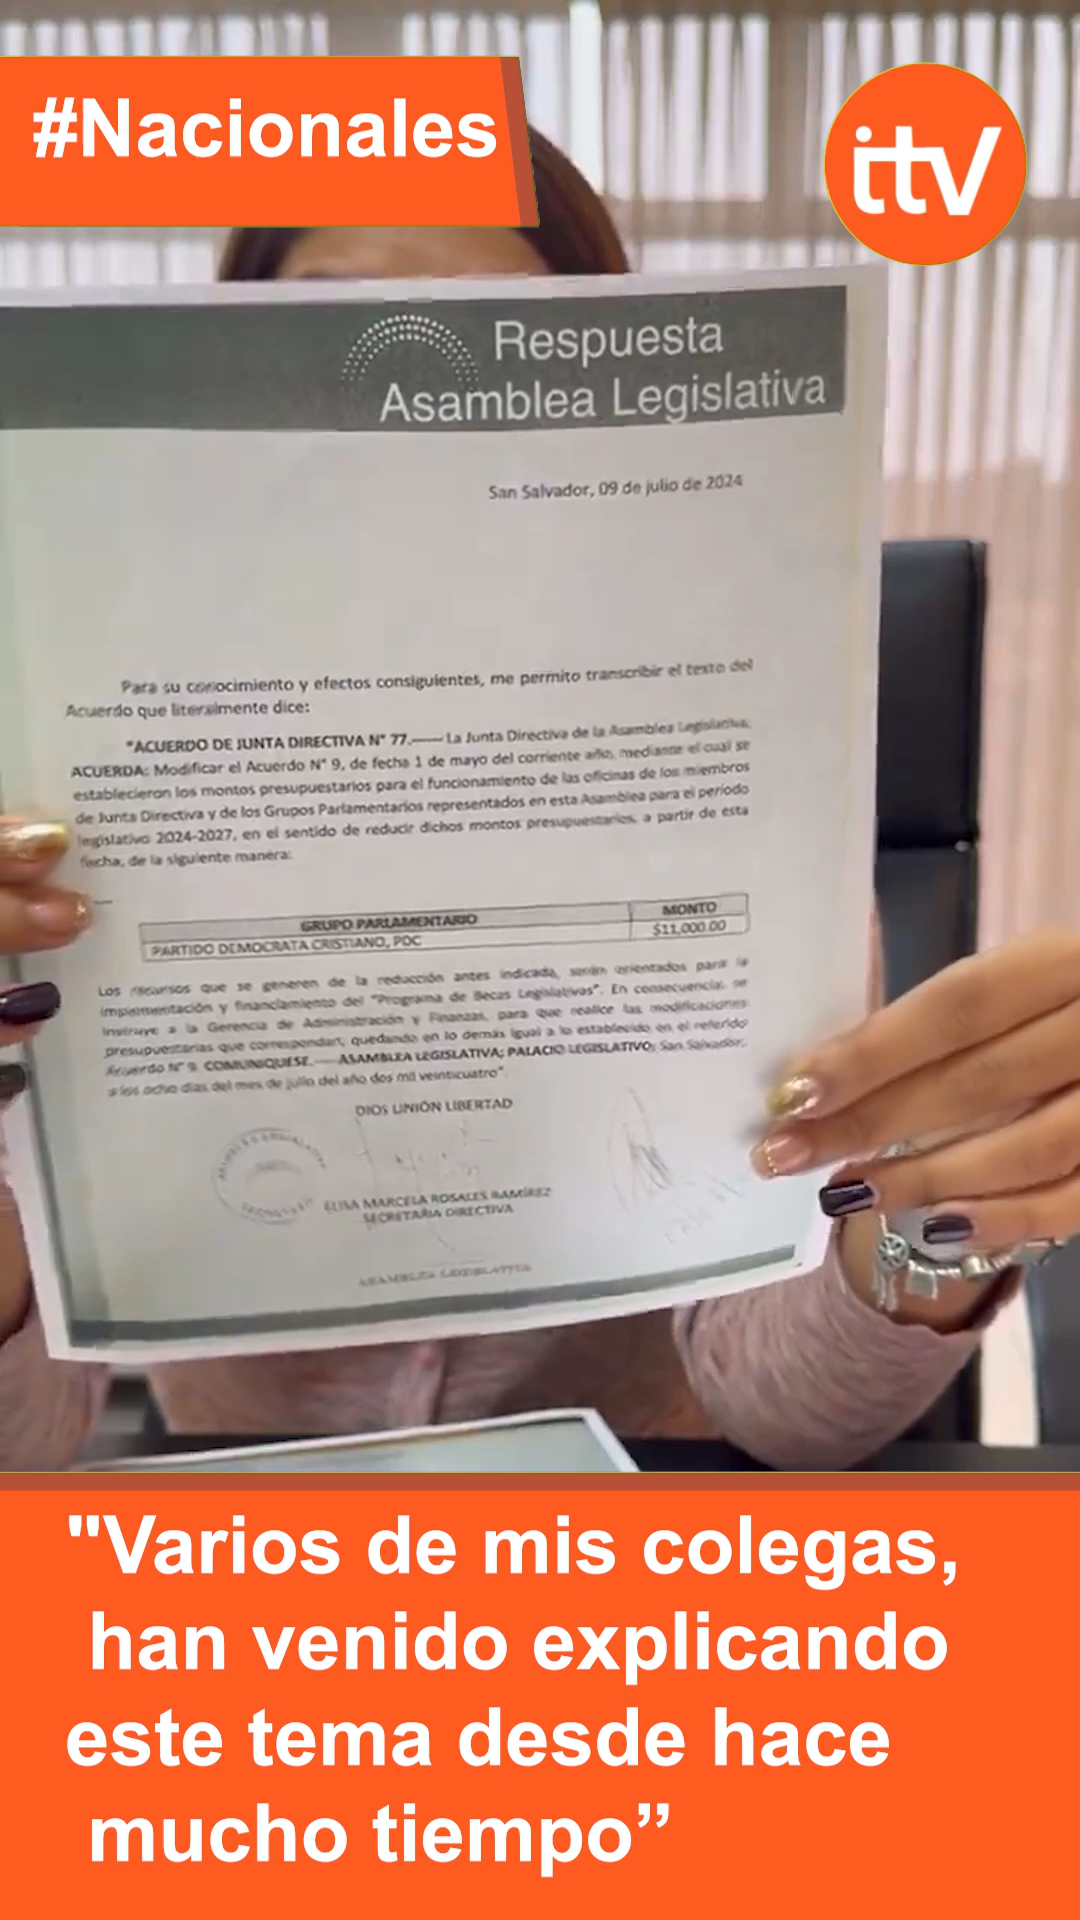 #Nacionales
itv
Respuesta
Asamblea Legislativa
San Salvador, 09 de julio de 2024
Para su conocimiento y efectos consiguientes, me permito transcribir el texto del
Acuerdo que literalmente dice:
"ACUERDO DE JUNTA DIRECTIVA N° 77.—— La Junta Directiva de la Asamblea Legislativa,
ACUERDA: Modificar el Acuerdo N° 9, de fecha 1 de mayo del corriente año, mediante el cual se
establecieron los montos presupuestarios para el funcionamiento de las oficinas de los miembros
de Junta Directiva y de los Grupos Parlamentarios representados en esta Asamblea para el período
legislativo 2024-2027, en el sentido de reducir dichos montos presupuestarios, a partir de esta
fecha, de la siguiente manera:
GRUPO PARLAMENTARIO MONTO
PARTIDO DEMOCRATA CRISTIANO, PDC $11,000.00
Los recursos que se generen de la reducción antes indicada, serán orientados para la
implementación y financiamiento del "Programa de Becas Legislativas". En consecuencia, se
instruye a la Gerencia de Administración y Finanzas, para que realice las modificaciones
presupuestarias que correspondan, quedando en lo demás igual a lo establecido en el referido
Acuerdo N° 9. COMUNIQUESE.—— ASAMBLEA LEGISLATIVA; PALACIO LEGISLATIVO; San Salvador,
a los ocho días del mes de julio del año dos mil veinticuatro".
DIOS UNIÓN LIBERTAD
ELISA MARCELA ROSALES RAMÍREZ
SECRETARIA DIRECTIVA
ASAMBLEA LEGISLATIVA
"Varios de mis colegas,
han venido explicando
este tema desde hace
mucho tiempo”